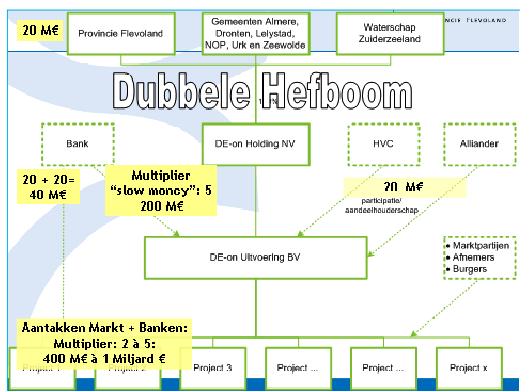 NCIE FLEVOLAND
20 M€
Provincie Flevoland
Gemeenten Almere,
Dronten, Lelystad,
NOP, Urk en Zeewolde
Waterschap
Zuiderzeeland
Dubbele Hefboom
Bank
DE-on Holding NV
HVC
Alliander
20 + 20=
40 M€
Multiplier
“slow money”: 5
200 M€
20 M€
participatie/
aandeelhouderschap
DE-on Uitvoering BV
• Marktpartijen
• Afnemers
• Burgers
Aantakken Markt + Banken:
Multiplier: 2 à 5:
400 M€ à 1 Miljard €
Project 3
Project ...
Project ...
Project x